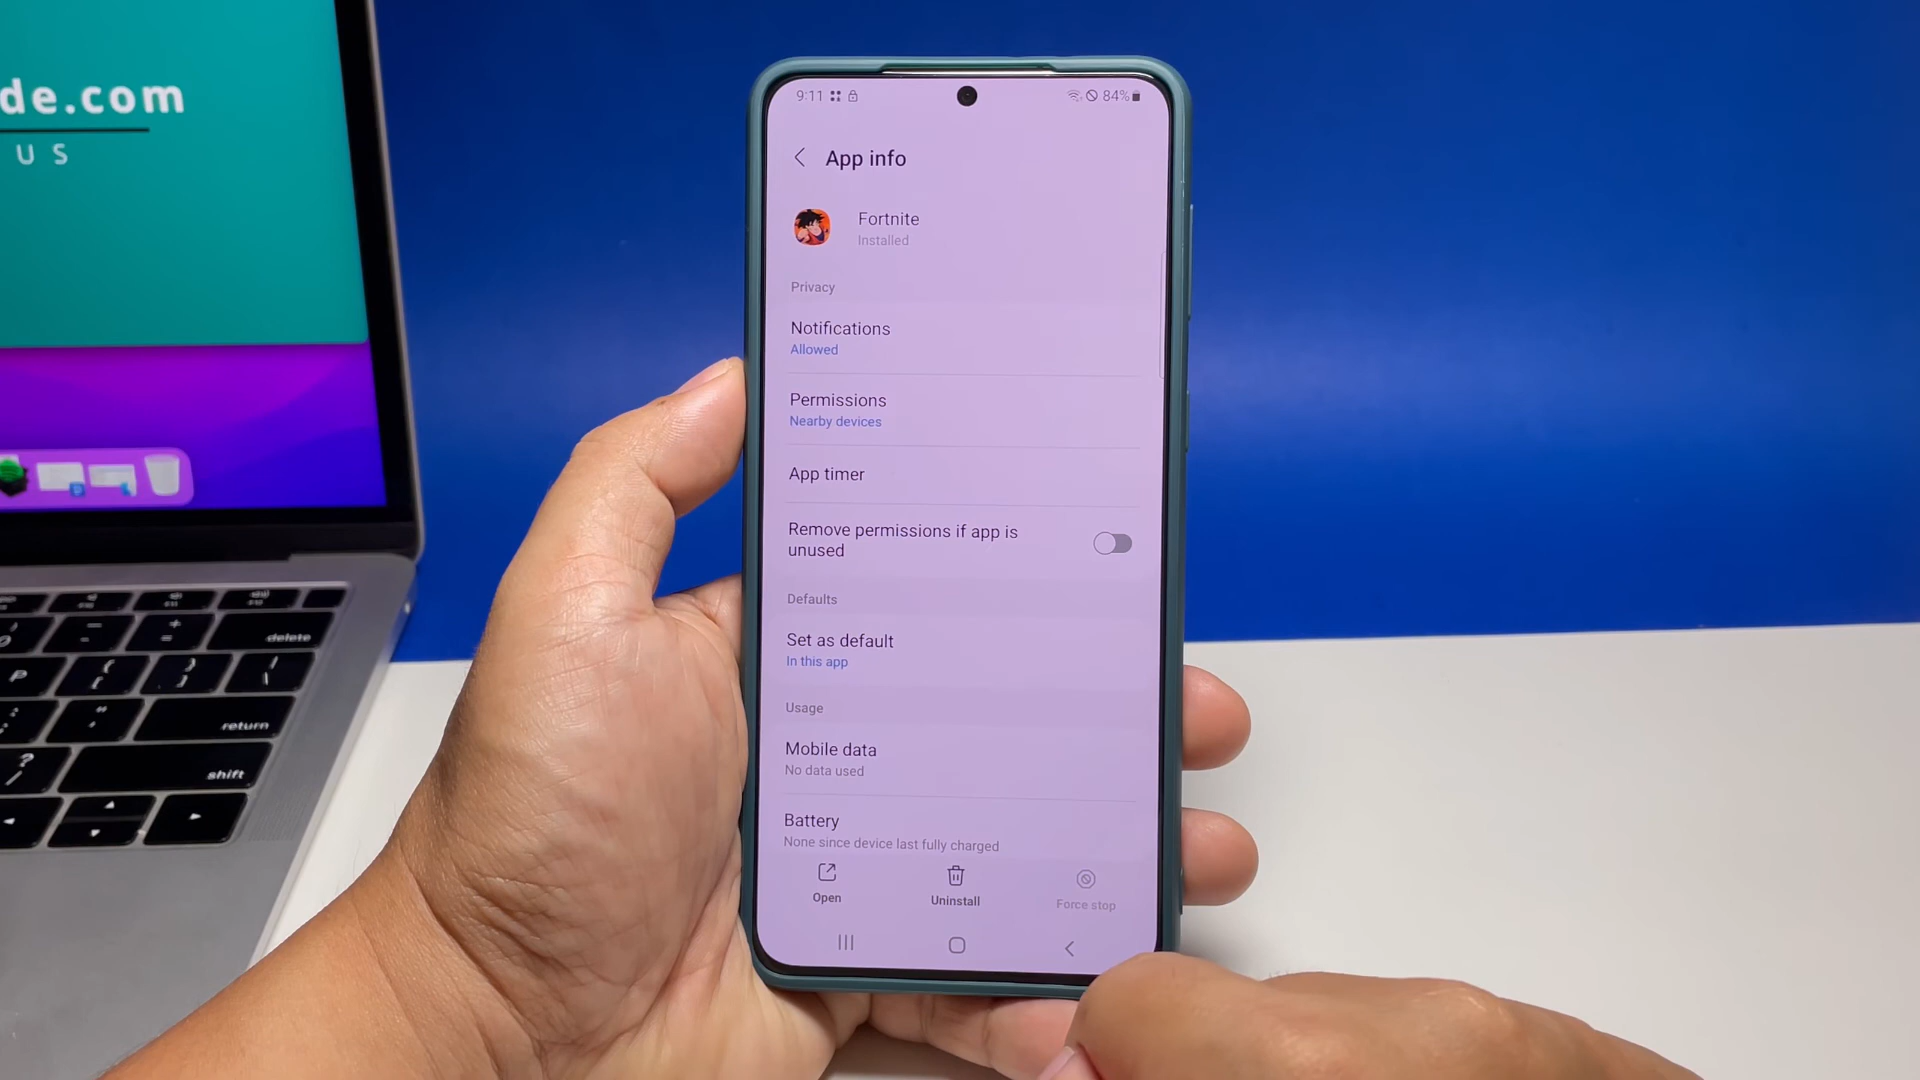 de.com
US
delete
return
shift
9:11
84%
App info
Fortnite
Installed
Privacy
Notifications
Allowed
Permissions
Nearby devices
App timer
Remove permissions if app is
unused
Defaults
Set as default
In this app
Usage
Mobile data
No data used
Battery
None since device last fully charged
Open
Uninstall
Force stop